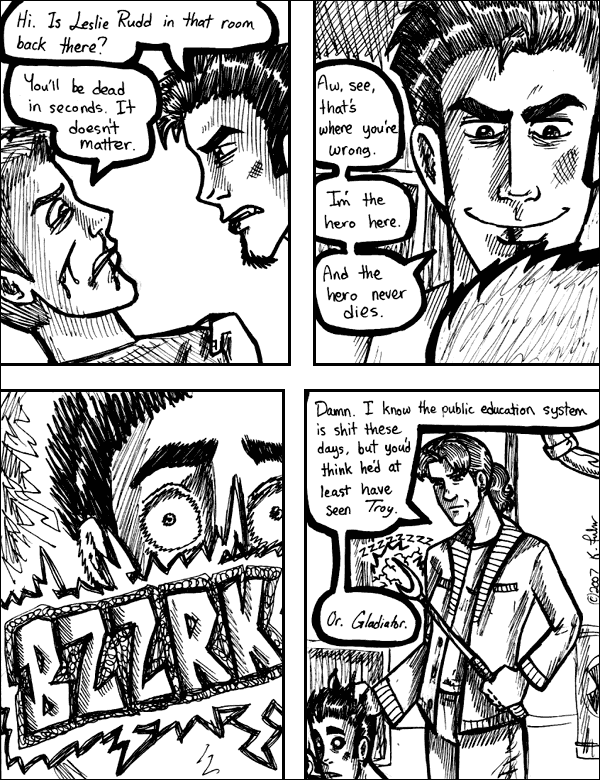 Hi. Is Leslie Rudd in that room
back there?
You'll be dead
in seconds. It
doesn't
matter.
Aw, see,
that's
where you're
wrong.
I'm the
hero here.
And the
hero never
dies.
BZZRK
Damn. I know the public education system
is shit these
days, but you'd
think he'd at
least have
seen Troy.
ZZZZZZZZ
Or. Gladiator.
©2007 K.